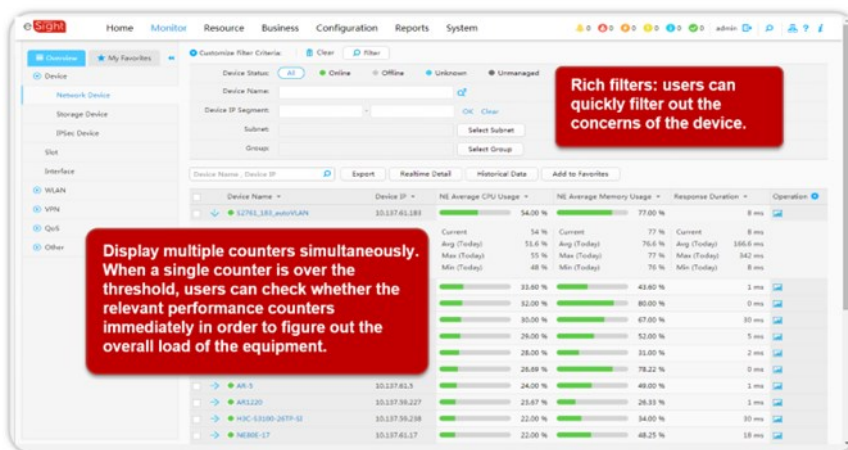 eSight Home Monitor Resource Business Configuration Reports System 0 0 0 0 0 0 admin
Overview My Favorites
Customize Filter Criteria: Clear Filter
Device
Device Status: All Online Offline Unknown Unmanaged
Network Device
Device Name:
Storage Device
Device IP Segment: - OK Clear
IPSec Device
Subnet: Select Subnet
Slot
Group: Select Group
Interface
WLAN
VPN
QoS
Other
Rich filters: users can
quickly filter out the
concerns of the device.
Device Name , Device IP Export Realtime Detail Historical Data Add to Favorites
Device Name Device IP NE Average CPU Usage NE Average Memory Usage Response Duration Operation
S2761_183_autoVLAN 10.137.61.183 54.00 % 77.00 % 8 ms
Current 54 % Current 77 % Current 8 ms
Avg (Today) 51.6 % Avg (Today) 76.6 % Avg (Today) 166.6 ms
Max (Today) 55 % Max (Today) 77 % Max (Today) 342 ms
Min (Today) 48 % Min (Today) 76 % Min (Today) 8 ms
Display multiple counters simultaneously.
When a single counter is over the
threshold, users can check whether the
relevant performance counters
immediately in order to figure out the
overall load of the equipment.
33.60 % 43.60 % 1 ms
32.00 % 80.00 % 0 ms
30.00 % 67.00 % 30 ms
29.00 % 52.00 % 5 ms
28.00 % 31.00 % 2 ms
26.69 % 78.22 % 0 ms
AR-5 10.137.61.5 24.00 % 49.00 % 1 ms
AR1220 10.137.59.227 23.67 % 26.33 % 1 ms
H3C-S3100-26TP-SI 10.137.59.238 22.00 % 34.00 % 30 ms
NE80E-17 10.137.61.17 22.00 % 48.25 % 18 ms